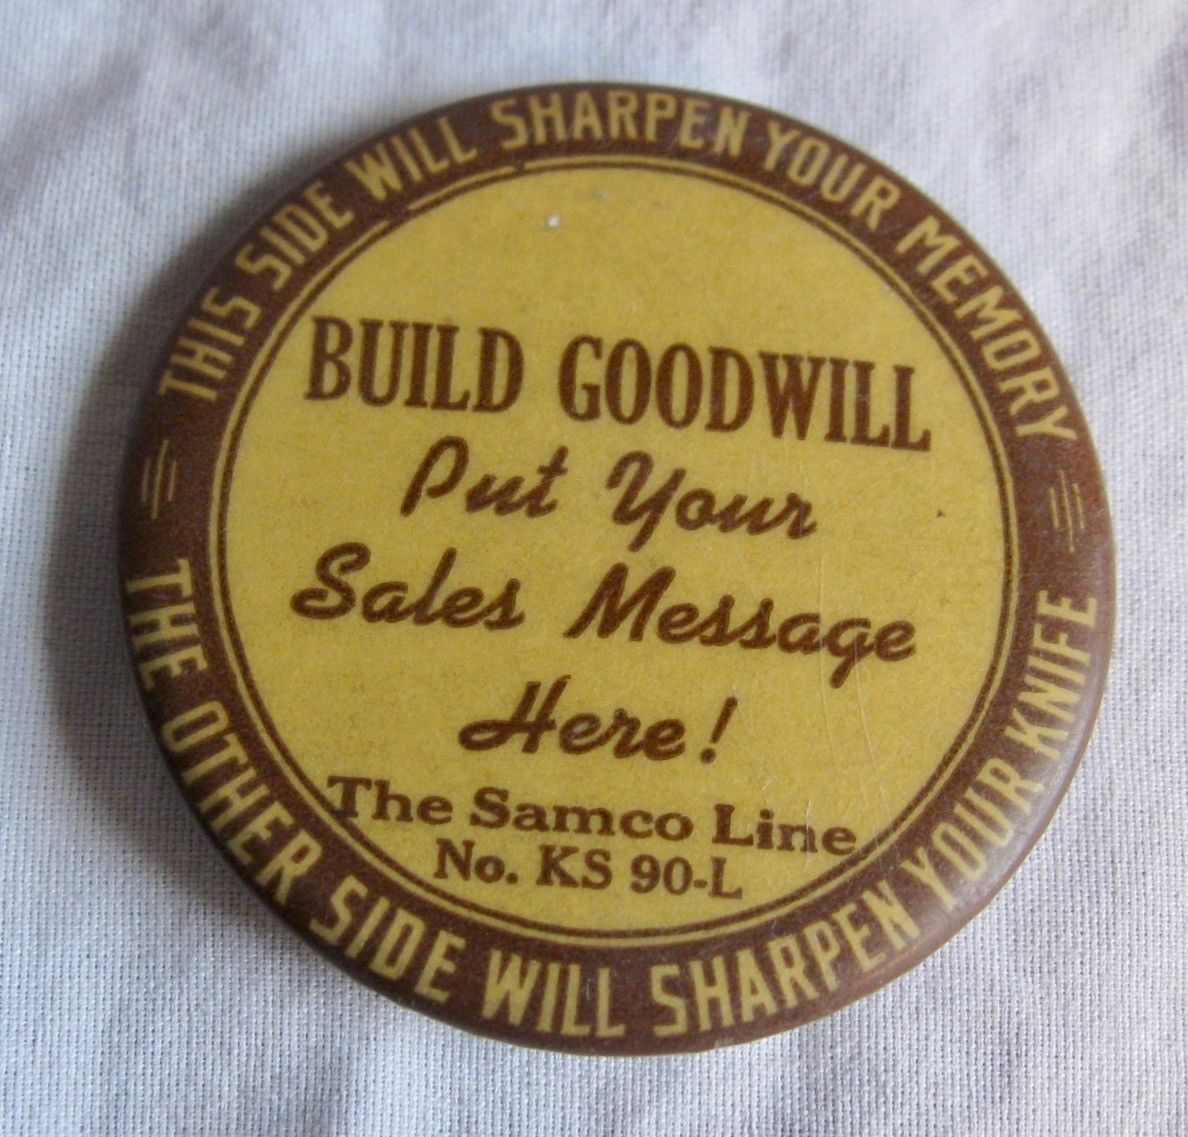 THIS SIDE WILL SHARPEN YOUR MEMORY
BUILD GOODWILL
Put Your
Sales Message
Here!
The Samco Line
No. KS 90-L
THE OTHER SIDE WILL SHARPEN YOUR KNIFE